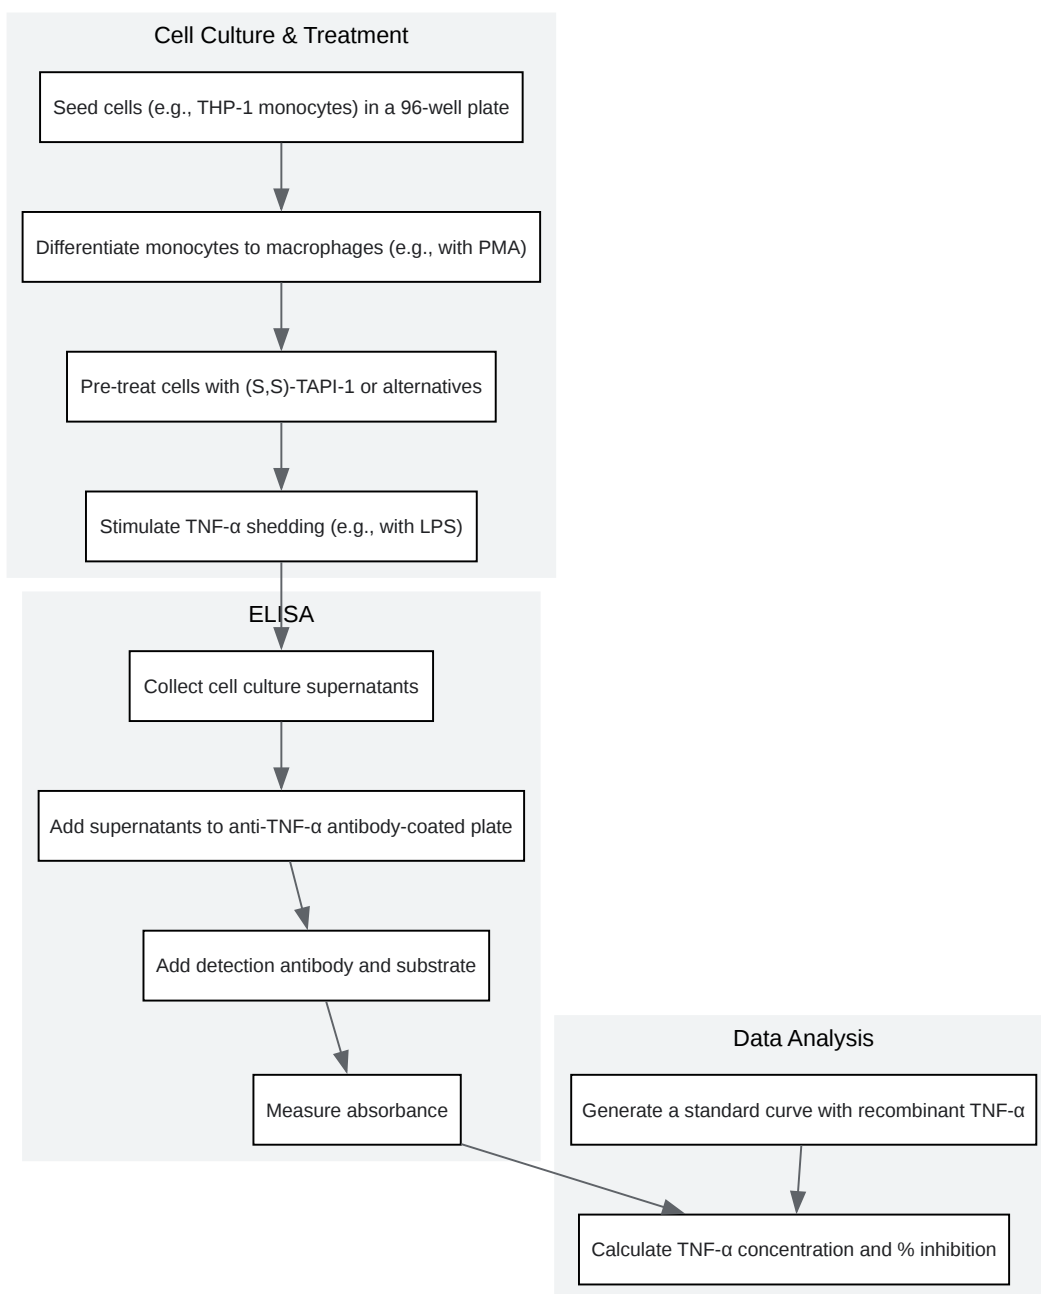 Cell Culture & Treatment
Seed cells (e.g., THP-1 monocytes) in a 96-well plate
Differentiate monocytes to macrophages (e.g., with PMA)
Pre-treat cells with (S,S)-TAPI-1 or alternatives
Stimulate TNF-α shedding (e.g., with LPS)
ELISA
Collect cell culture supernatants
Add supernatants to anti-TNF-α antibody-coated plate
Add detection antibody and substrate
Measure absorbance
Data Analysis
Generate a standard curve with recombinant TNF-α
Calculate TNF-α concentration and % inhibition